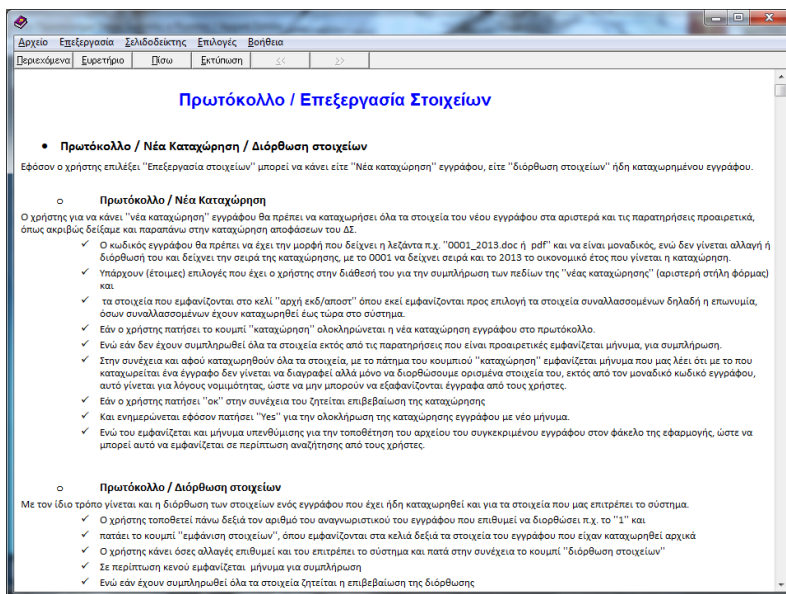 Αρχείο Επεξεργασία Σελιδοδείκτης Επιλογές Βοήθεια
Περιεχόμενα Ευρετήριο Πίσω Εκτύπωση << >>
Πρωτόκολλο / Επεξεργασία Στοιχείων
• Πρωτόκολλο / Νέα Καταχώρηση / Διόρθωση στοιχείων
Εφόσον ο χρήστης επιλέξει "Επεξεργασία στοιχείων" μπορεί να κάνει είτε "Νέα καταχώρηση" εγγράφου, είτε "διόρθωση στοιχείων" ήδη καταχωρημένου εγγράφου.
o Πρωτόκολλο / Νέα Καταχώρηση
Ο χρήστης για να κάνει "νέα καταχώρηση" εγγράφου θα πρέπει να καταχωρήσει όλα τα στοιχεία του νέου εγγράφου στα αριστερά και τις παρατηρήσεις προαιρετικά,
όπως ακριβώς δείξαμε και παραπάνω στην καταχώρηση αποφάσεων του ΔΣ.
✓ Ο κωδικός εγγράφου θα πρέπει να έχει την μορφή που δείχνει η λεζάντα π.χ. "0001_2013.doc ή pdf" και να είναι μοναδικός, ενώ δεν γίνεται αλλαγή ή
διόρθωσή του και δείχνει την σειρά της καταχώρησης, με το 0001 να δείχνει σειρά και το 2013 το οικονομικό έτος που γίνεται η καταχώρηση.
✓ Υπάρχουν (έτοιμες) επιλογές που έχει ο χρήστης στην διάθεσή του για την συμπλήρωση των πεδίων της "νέας καταχώρησης" (αριστερή στήλη φόρμας)
και
✓ τα στοιχεία που εμφανίζονται στο κελί "αρχή εκδ/αποστ" όπου εκεί εμφανίζονται προς επιλογή τα στοιχεία συναλλασσομένων δηλαδή η επωνυμία,
όσων συναλλασσομένων έχουν καταχωρηθεί έως τώρα στο σύστημα.
✓ Εάν ο χρήστης πατήσει το κουμπί "καταχώρηση" ολοκληρώνεται η νέα καταχώρηση εγγράφου στο πρωτόκολλο.
✓ Ενώ εάν δεν έχουν συμπληρωθεί όλα τα στοιχεία εκτός από τις παρατηρήσεις που είναι προαιρετικές εμφανίζεται μήνυμα, για συμπλήρωση.
✓ Στην συνέχεια και αφού καταχωρηθούν όλα τα στοιχεία, με το πάτημα του κουμπιού "καταχώρηση" εμφανίζεται μήνυμα που μας λέει ότι με το που
καταχωρείται ένα έγγραφο δεν γίνεται να διαγραφεί αλλά μόνο να διορθώσουμε ορισμένα στοιχεία του, εκτός από τον μοναδικό κωδικό εγγράφου,
αυτό γίνεται για λόγους νομιμότητας, ώστε να μην μπορούν να εξαφανίζονται έγγραφα από τους χρήστες.
✓ Εάν ο χρήστης πατήσει "οκ" στην συνέχεια του ζητείται επιβεβαίωση της καταχώρησης
✓ Και ενημερώνεται εφόσον πατήσει "Yes" για την ολοκλήρωση της καταχώρησης εγγράφου με νέο μήνυμα.
✓ Ενώ του εμφανίζεται και μήνυμα υπενθύμισης για την τοποθέτηση του αρχείου του συγκεκριμένου εγγράφου στον φάκελο της εφαρμογής, ώστε να
μπορεί αυτό να εμφανίζεται σε περίπτωση αναζήτησης από τους χρήστες.
o Πρωτόκολλο / Διόρθωση στοιχείων
Με τον ίδιο τρόπο γίνεται και η διόρθωση των στοιχείων ενός εγγράφου που έχει ήδη καταχωρηθεί και για τα στοιχεία που μας επιτρέπει το σύστημα.
✓ Ο χρήστης τοποθετεί πάνω δεξιά τον αριθμό του αναγνωριστικού του εγγράφου που επιθυμεί να διορθώσει π.χ. το "1" και
✓ πατάει το κουμπί "εμφάνιση στοιχείων", όπου εμφανίζονται στα κελιά δεξιά τα στοιχεία του εγγράφου που είχαν καταχωρηθεί αρχικά
✓ Ο χρήστης κάνει όσες αλλαγές επιθυμεί και του επιτρέπει το σύστημα και πατά στην συνέχεια το κουμπί "διόρθωση στοιχείων"
✓ Σε περίπτωση κενού εμφανίζεται μήνυμα για συμπλήρωση
✓ Ενώ εάν έχουν συμπληρωθεί όλα τα στοιχεία ζητείται η επιβεβαίωση της διόρθωσης